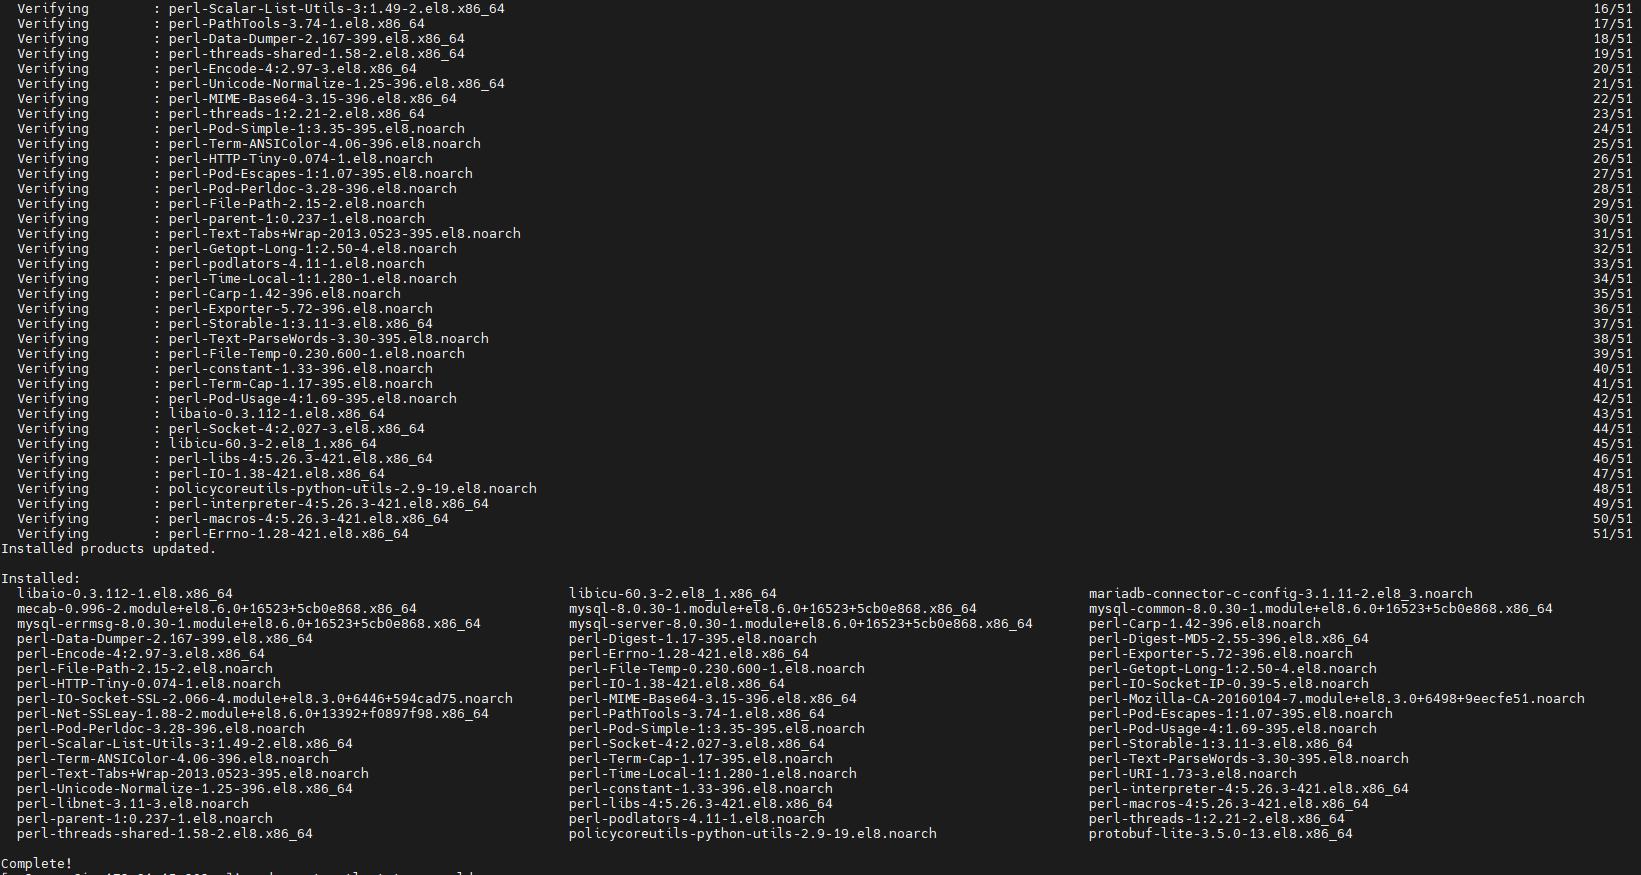 Verifying : perl-Scalar-List-Utils-3:1.49-2.el8.x86_64 16/51
Verifying : perl-PathTools-3.74-1.el8.x86_64 17/51
Verifying : perl-Data-Dumper-2.167-399.el8.x86_64 18/51
Verifying : perl-threads-shared-1.58-2.el8.x86_64 19/51
Verifying : perl-Encode-4:2.97-3.el8.x86_64 20/51
Verifying : perl-Unicode-Normalize-1.25-396.el8.x86_64 21/51
Verifying : perl-MIME-Base64-3.15-396.el8.x86_64 22/51
Verifying : perl-threads-1:2.21-2.el8.x86_64 23/51
Verifying : perl-Pod-Simple-1:3.35-395.el8.noarch 24/51
Verifying : perl-Term-ANSIColor-4.06-396.el8.noarch 25/51
Verifying : perl-HTTP-Tiny-0.074-1.el8.noarch 26/51
Verifying : perl-Pod-Escapes-1:1.07-395.el8.noarch 27/51
Verifying : perl-Pod-Perldoc-3.28-396.el8.noarch 28/51
Verifying : perl-File-Path-2.15-2.el8.noarch 29/51
Verifying : perl-parent-1:0.237-1.el8.noarch 30/51
Verifying : perl-Text-Tabs+Wrap-2013.0523-395.el8.noarch 31/51
Verifying : perl-Getopt-Long-1:2.50-4.el8.noarch 32/51
Verifying : perl-podlators-4.11-1.el8.noarch 33/51
Verifying : perl-Time-Local-1:1.280-1.el8.noarch 34/51
Verifying : perl-Carp-1.42-396.el8.noarch 35/51
Verifying : perl-Exporter-5.72-396.el8.noarch 36/51
Verifying : perl-Storable-1:3.11-3.el8.x86_64 37/51
Verifying : perl-Text-ParseWords-3.30-395.el8.noarch 38/51
Verifying : perl-File-Temp-0.230.600-1.el8.noarch 39/51
Verifying : perl-constant-1.33-396.el8.noarch 40/51
Verifying : perl-Term-Cap-1.17-395.el8.noarch 41/51
Verifying : perl-Pod-Usage-4:1.69-395.el8.noarch 42/51
Verifying : libaio-0.3.112-1.el8.x86_64 43/51
Verifying : perl-Socket-4:2.027-3.el8.x86_64 44/51
Verifying : libicu-60.3-2.el8_1.x86_64 45/51
Verifying : perl-libs-4:5.26.3-421.el8.x86_64 46/51
Verifying : perl-IO-1.38-421.el8.x86_64 47/51
Verifying : policycoreutils-python-utils-2.9-19.el8.noarch 48/51
Verifying : perl-interpreter-4:5.26.3-421.el8.x86_64 49/51
Verifying : perl-macros-4:5.26.3-421.el8.x86_64 50/51
Verifying : perl-Errno-1.28-421.el8.x86_64 51/51
Installed products updated.
Installed:
libaio-0.3.112-1.el8.x86_64 libicu-60.3-2.el8_1.x86_64 mariadb-connector-c-config-3.1.11-2.el8_3.noarch
mecab-0.996-2.module+el8.6.0+16523+5cb0e868.x86_64 mysql-8.0.30-1.module+el8.6.0+16523+5cb0e868.x86_64 mysql-common-8.0.30-1.module+el8.6.0+16523+5cb0e868.x86_64
mysql-errmsg-8.0.30-1.module+el8.6.0+16523+5cb0e868.x86_64 mysql-server-8.0.30-1.module+el8.6.0+16523+5cb0e868.x86_64 perl-Carp-1.42-396.el8.noarch
perl-Data-Dumper-2.167-399.el8.x86_64 perl-Digest-1.17-395.el8.noarch perl-Digest-MD5-2.55-396.el8.x86_64
perl-Encode-4:2.97-3.el8.x86_64 perl-Errno-1.28-421.el8.x86_64 perl-Exporter-5.72-396.el8.noarch
perl-File-Path-2.15-2.el8.noarch perl-File-Temp-0.230.600-1.el8.noarch perl-Getopt-Long-1:2.50-4.el8.noarch
perl-HTTP-Tiny-0.074-1.el8.noarch perl-IO-1.38-421.el8.x86_64 perl-IO-Socket-IP-0.39-5.el8.noarch
perl-IO-Socket-SSL-2.066-4.module+el8.3.0+6446+594cad75.noarch perl-MIME-Base64-3.15-396.el8.x86_64 perl-Mozilla-CA-20160104-7.module+el8.3.0+6498+9eecfe51.noarch
perl-Net-SSLeay-1.88-2.module+el8.6.0+13392+f0897f98.x86_64 perl-PathTools-3.74-1.el8.x86_64 perl-Pod-Escapes-1:1.07-395.el8.noarch
perl-Pod-Perldoc-3.28-396.el8.noarch perl-Pod-Simple-1:3.35-395.el8.noarch perl-Pod-Usage-4:1.69-395.el8.noarch
perl-Scalar-List-Utils-3:1.49-2.el8.x86_64 perl-Socket-4:2.027-3.el8.x86_64 perl-Storable-1:3.11-3.el8.x86_64
perl-Term-ANSIColor-4.06-396.el8.noarch perl-Term-Cap-1.17-395.el8.noarch perl-Text-ParseWords-3.30-395.el8.noarch
perl-Text-Tabs+Wrap-2013.0523-395.el8.noarch perl-Time-Local-1:1.280-1.el8.noarch perl-URI-1.73-3.el8.noarch
perl-Unicode-Normalize-1.25-396.el8.x86_64 perl-constant-1.33-396.el8.noarch perl-interpreter-4:5.26.3-421.el8.x86_64
perl-libnet-3.11-3.el8.noarch perl-libs-4:5.26.3-421.el8.x86_64 perl-macros-4:5.26.3-421.el8.x86_64
perl-parent-1:0.237-1.el8.noarch perl-podlators-4.11-1.el8.noarch perl-threads-1:2.21-2.el8.x86_64
perl-threads-shared-1.58-2.el8.x86_64 policycoreutils-python-utils-2.9-19.el8.noarch protobuf-lite-3.5.0-13.el8.x86_64
Complete!